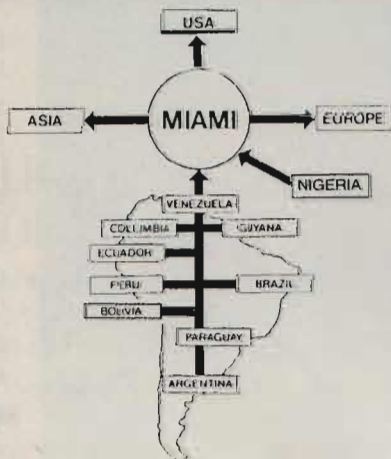 USA
ASIA
MIAMI
EUROPE
NIGERIA
VENEZUELA
COLUMBIA
GUYANA
ECUADOR
PERU
BRAZIL
BOLIVIA
PARAGUAY
ARGENTINA